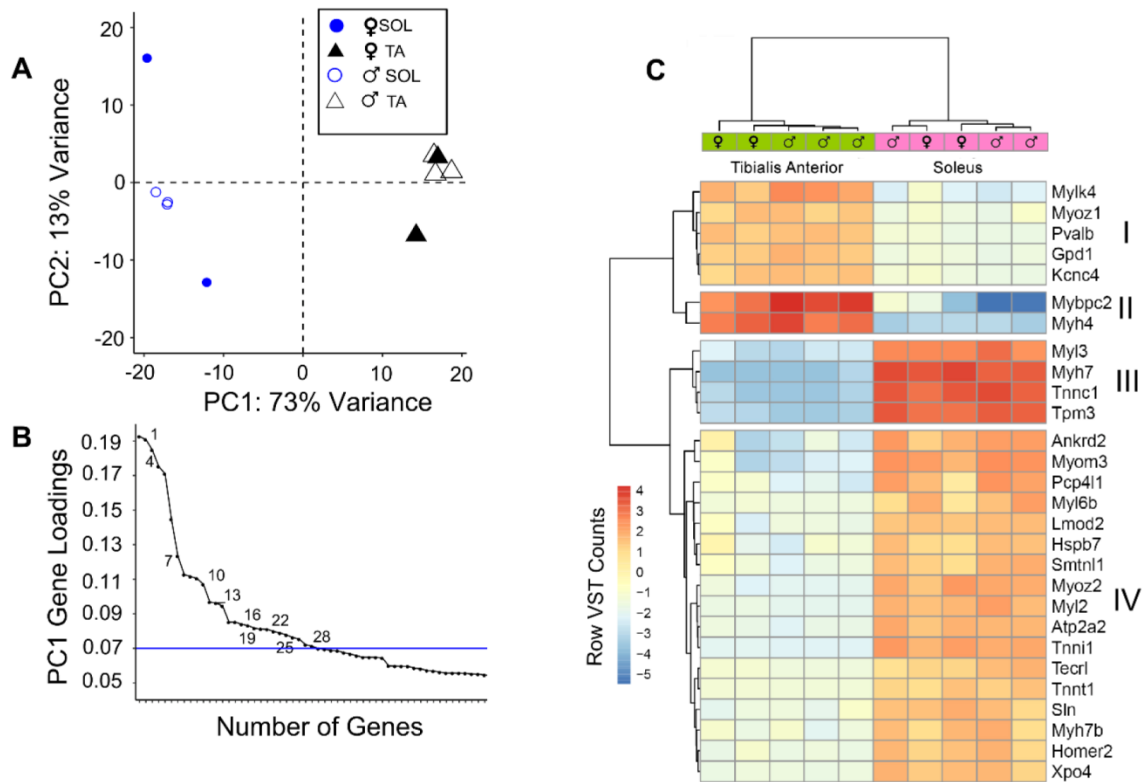 A
PC2: 13% Variance
20
10
0
-10
-20
-20
-10
0
10
20
PC1: 73% Variance
♀SOL
♀ TA
♂ SOL
♂ TA
B
PC1 Gene Loadings
0.19
0.17
0.15
0.13
0.11
0.09
0.07
0.05
1
4
7
10
13
16
19
22
25
28
Number of Genes
C
♀ ♀ ♂ ♂ ♂ ♂ ♀ ♀ ♂ ♂
Tibialis Anterior Soleus
Mylk4
Myoz1
Pvalb
Gpd1
Kcnc4
I
Mybpc2
Myh4
II
Myl3
Myh7
Tnnc1
Tpm3
III
Ankrd2
Myom3
Pcp4l1
Myl6b
Lmod2
Hspb7
Smtnl1
Myoz2
Myl2
Atp2a2
Tnni1
Tecrl
Tnnt1
Sln
Myh7b
Homer2
Xpo4
IV
Row VST Counts
4
3
2
1
0
-1
-2
-3
-4
-5